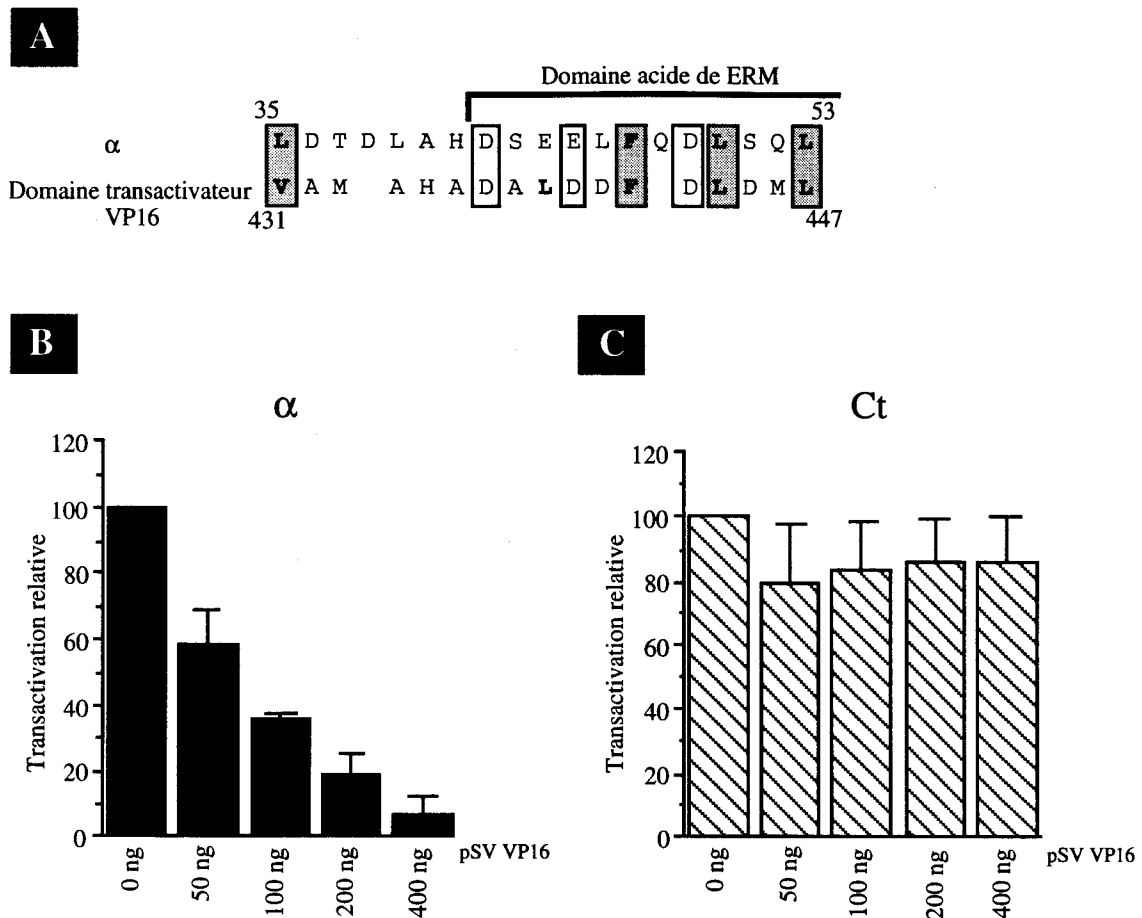 A
Domaine acide de ERM
35 53
α L D T D L A H D S E E L F Q D L S Q L
Domaine transactivateur V A M A H A D A L D D F D L D M L
VP16
431 447
B
α
Transactivation relative
120
100
80
60
40
20
0
0 ng 50 ng 100 ng 200 ng 400 ng pSV VP16
C
Ct
Transactivation relative
120
100
80
60
40
20
0
0 ng 50 ng 100 ng 200 ng 400 ng pSV VP16